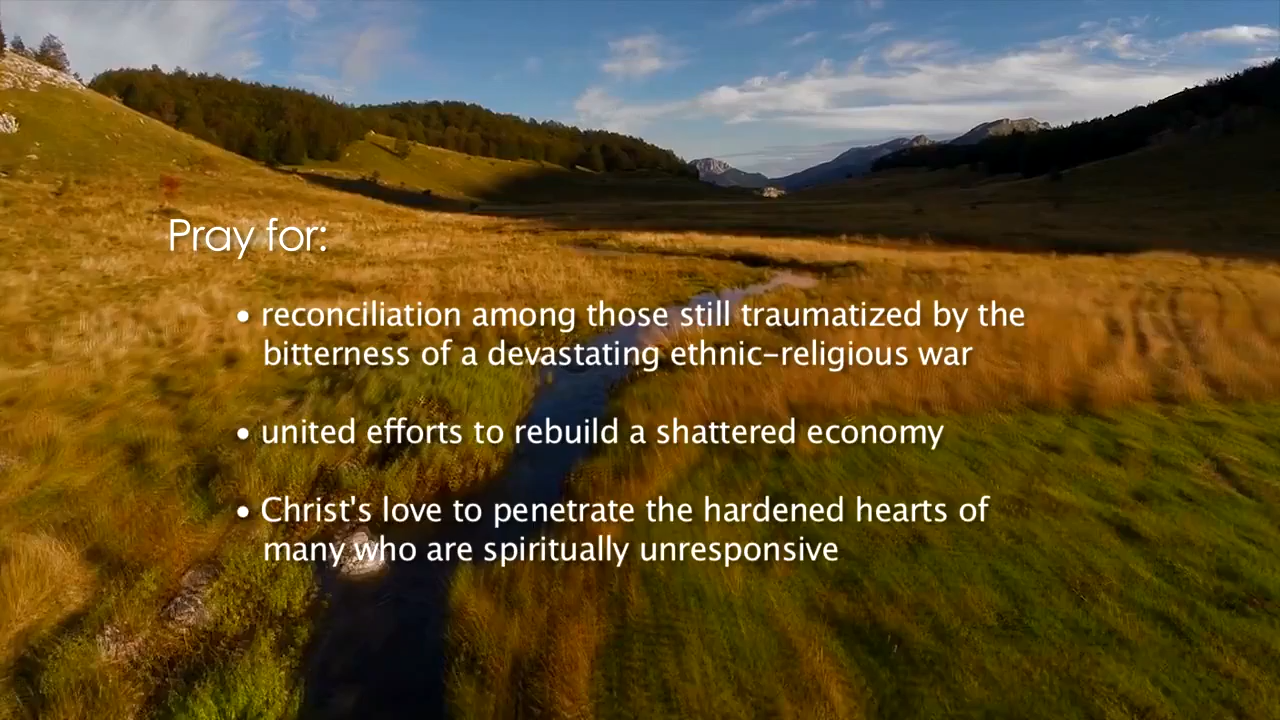 Pray for:
• reconciliation among those still traumatized by the
bitterness of a devastating ethnic-religious war
• united efforts to rebuild a shattered economy
• Christ's love to penetrate the hardened hearts of
many who are spiritually unresponsive